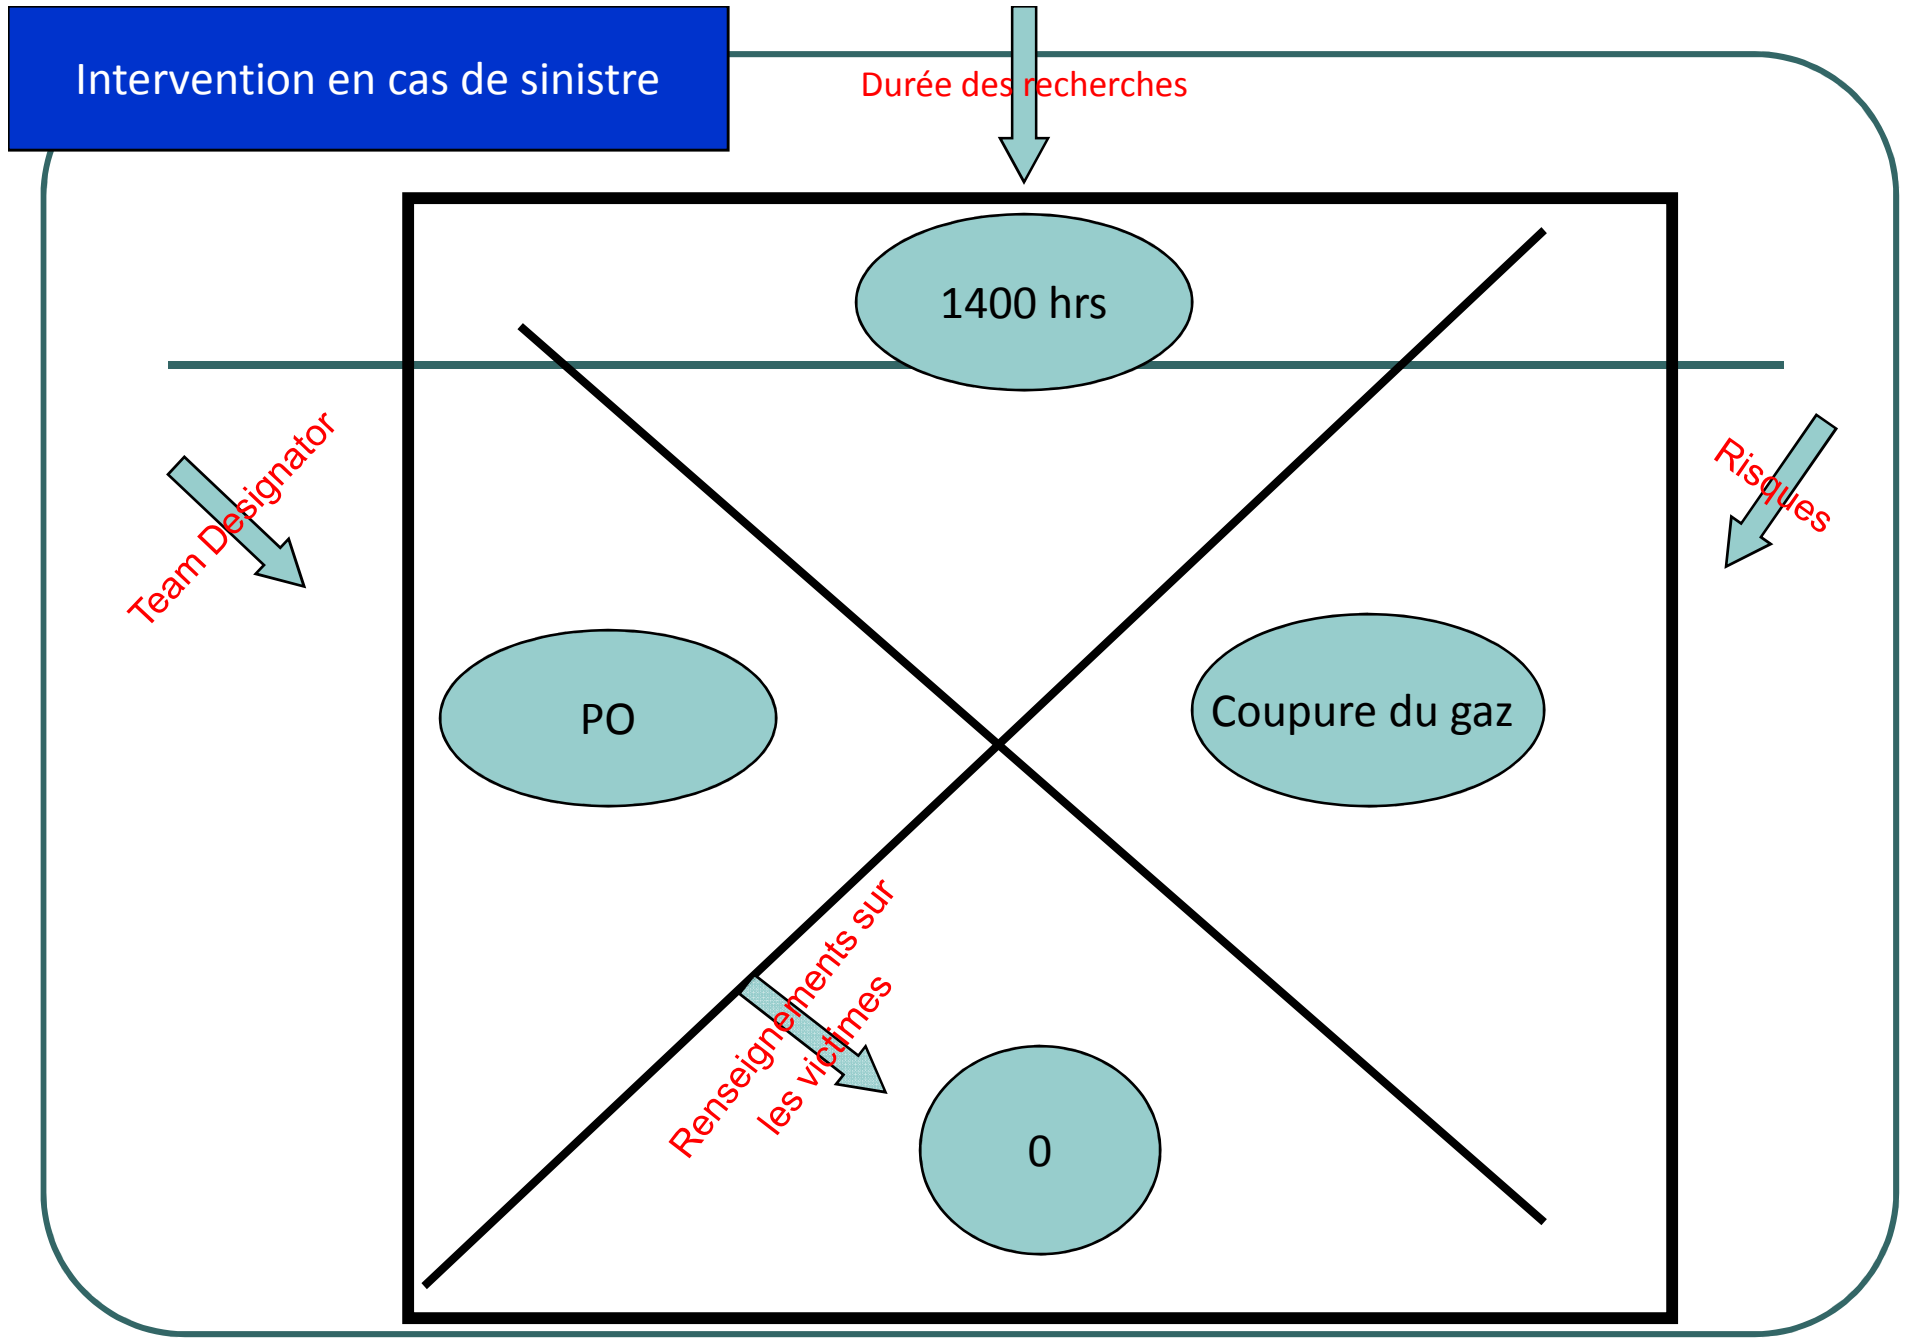 Intervention en cas de sinistre
Durée des recherches
1400 hrs
Team Designator
Risques
PO
Coupure du gaz
Renseignements sur
les victimes
0